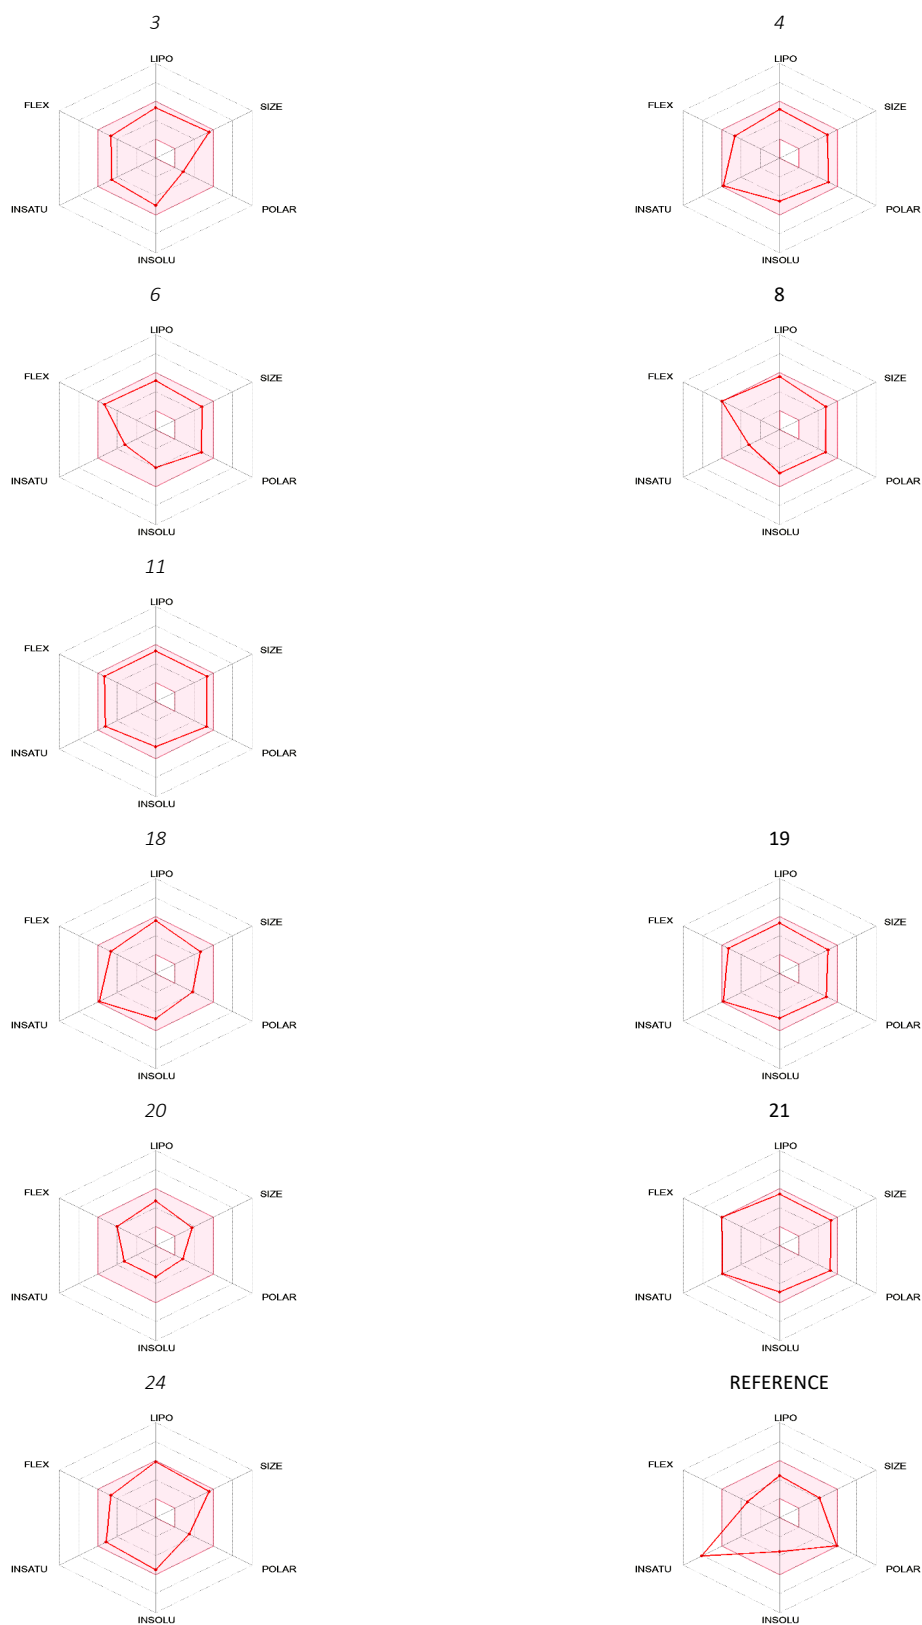 3
4
LIPO
LIPO
FLEX
SIZE
FLEX
SIZE
INSATU
POLAR
INSATU
POLAR
INSOLU
INSOLU
6
8
LIPO
LIPO
FLEX
SIZE
FLEX
SIZE
INSATU
POLAR
INSATU
POLAR
INSOLU
INSOLU
11
LIPO
FLEX
SIZE
INSATU
POLAR
INSOLU
18
19
LIPO
LIPO
FLEX
SIZE
FLEX
SIZE
INSATU
POLAR
INSATU
POLAR
INSOLU
INSOLU
20
21
LIPO
LIPO
FLEX
SIZE
FLEX
SIZE
INSATU
POLAR
INSATU
POLAR
INSOLU
INSOLU
24
REFERENCE
LIPO
LIPO
FLEX
SIZE
FLEX
SIZE
INSATU
POLAR
INSATU
POLAR
INSOLU
INSOLU